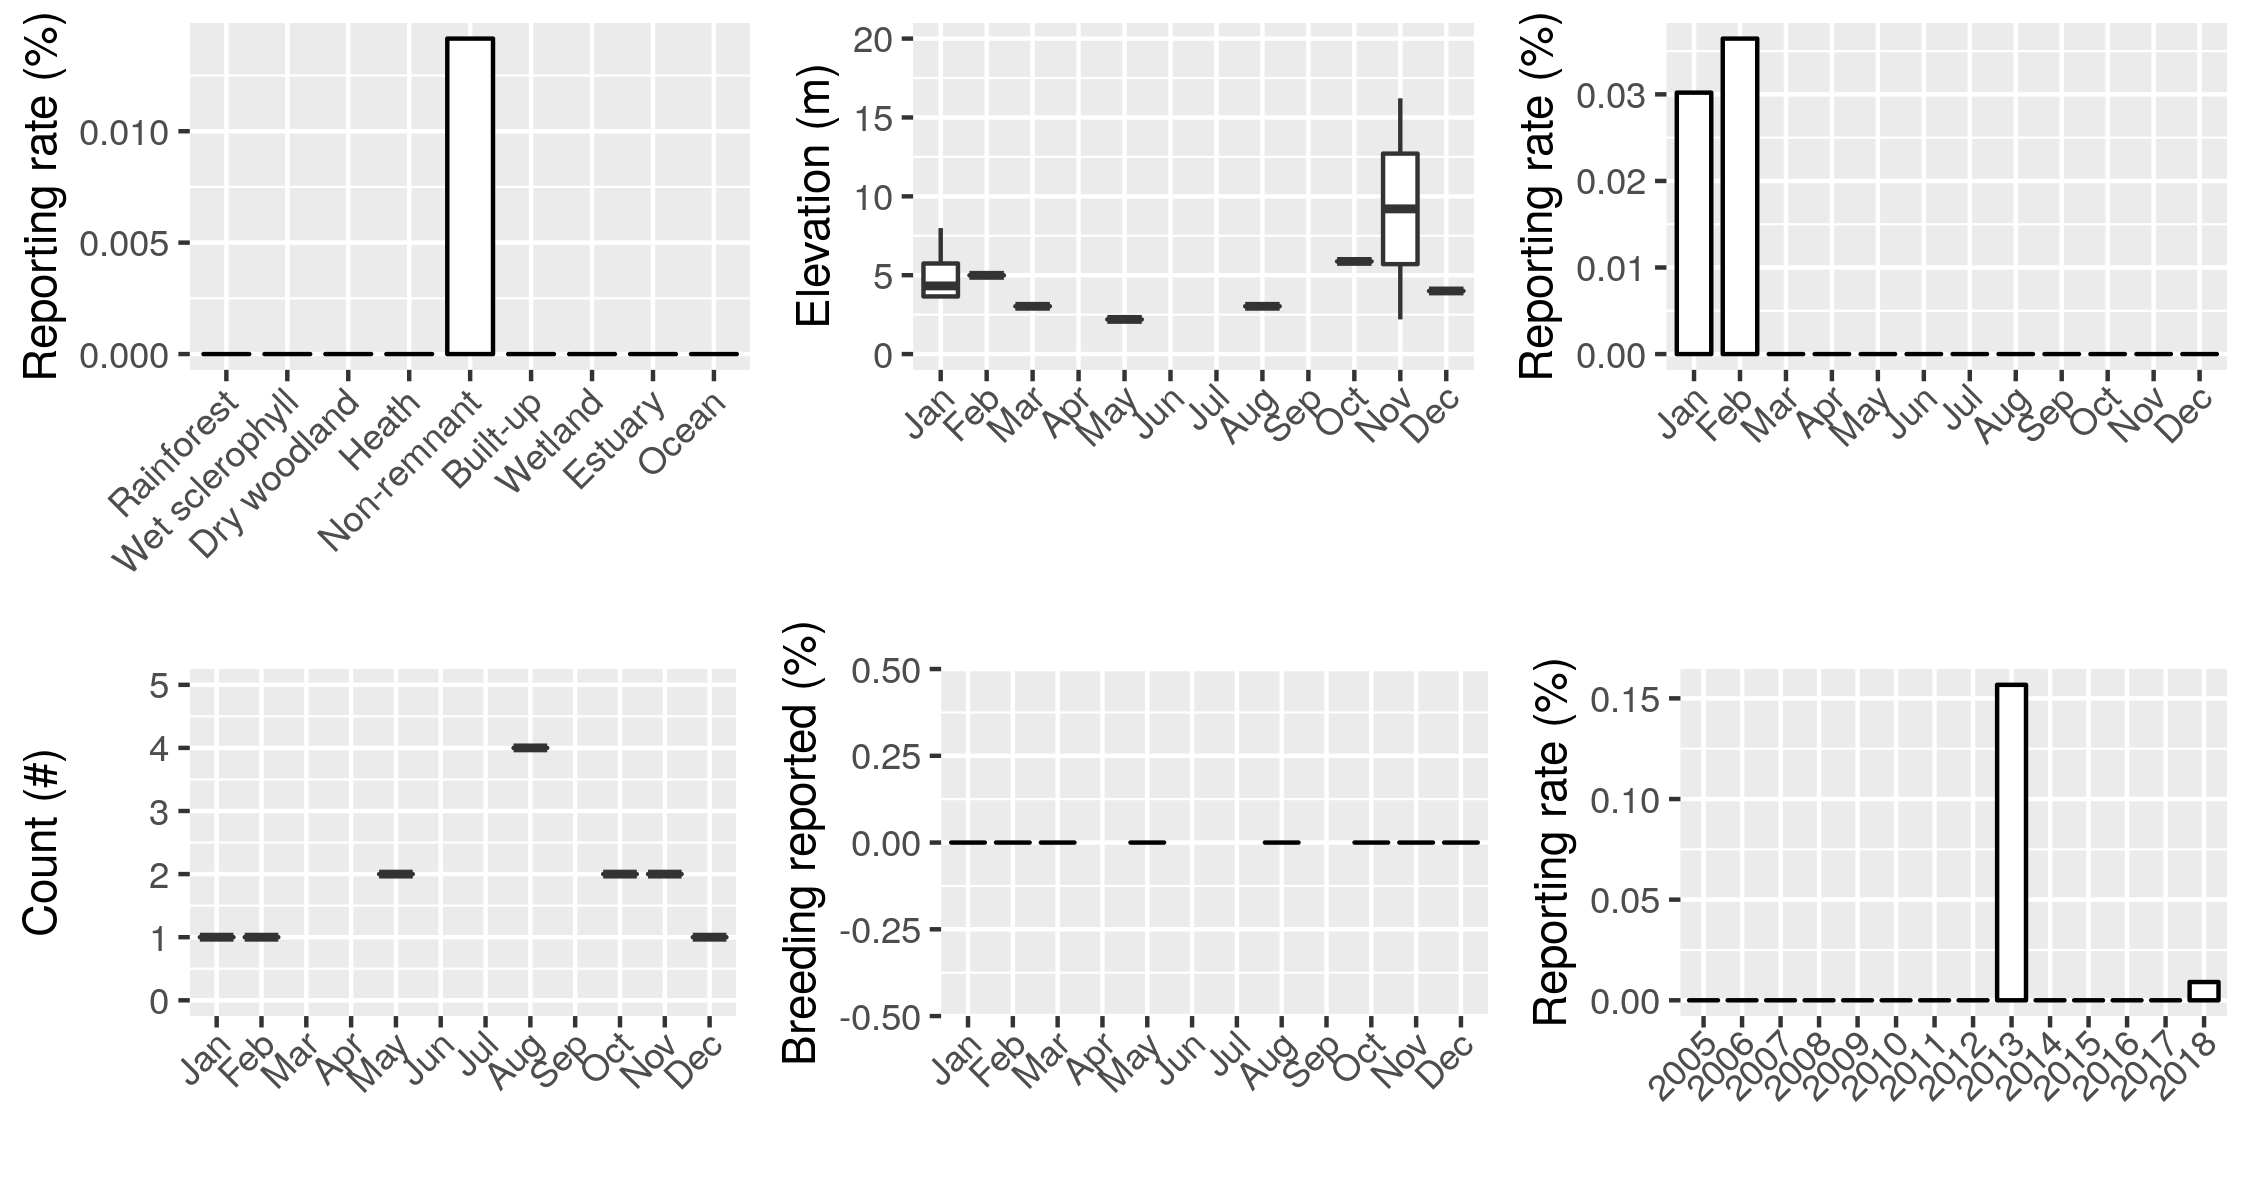 Reporting rate (%)
0.010
0.005
0.000
Rainforest
Wet sclerophyll
Dry woodland
Heath
Non-remnant
Built-up
Wetland
Estuary
Ocean
Elevation (m)
20
15
10
5
0
Jan
Feb
Mar
Apr
May
Jun
Jul
Aug
Sep
Oct
Nov
Dec
Reporting rate (%)
0.03
0.02
0.01
0.00
Jan
Feb
Mar
Apr
May
Jun
Jul
Aug
Sep
Oct
Nov
Dec
Count (#)
5
4
3
2
1
0
Jan
Feb
Mar
Apr
May
Jun
Jul
Aug
Sep
Oct
Nov
Dec
Breeding reported (%)
0.50
0.25
0.00
-0.25
-0.50
Jan
Feb
Mar
Apr
May
Jun
Jul
Aug
Sep
Oct
Nov
Dec
Reporting rate (%)
0.15
0.10
0.05
0.00
2005
2006
2007
2008
2009
2010
2011
2012
2013
2014
2015
2016
2017
2018